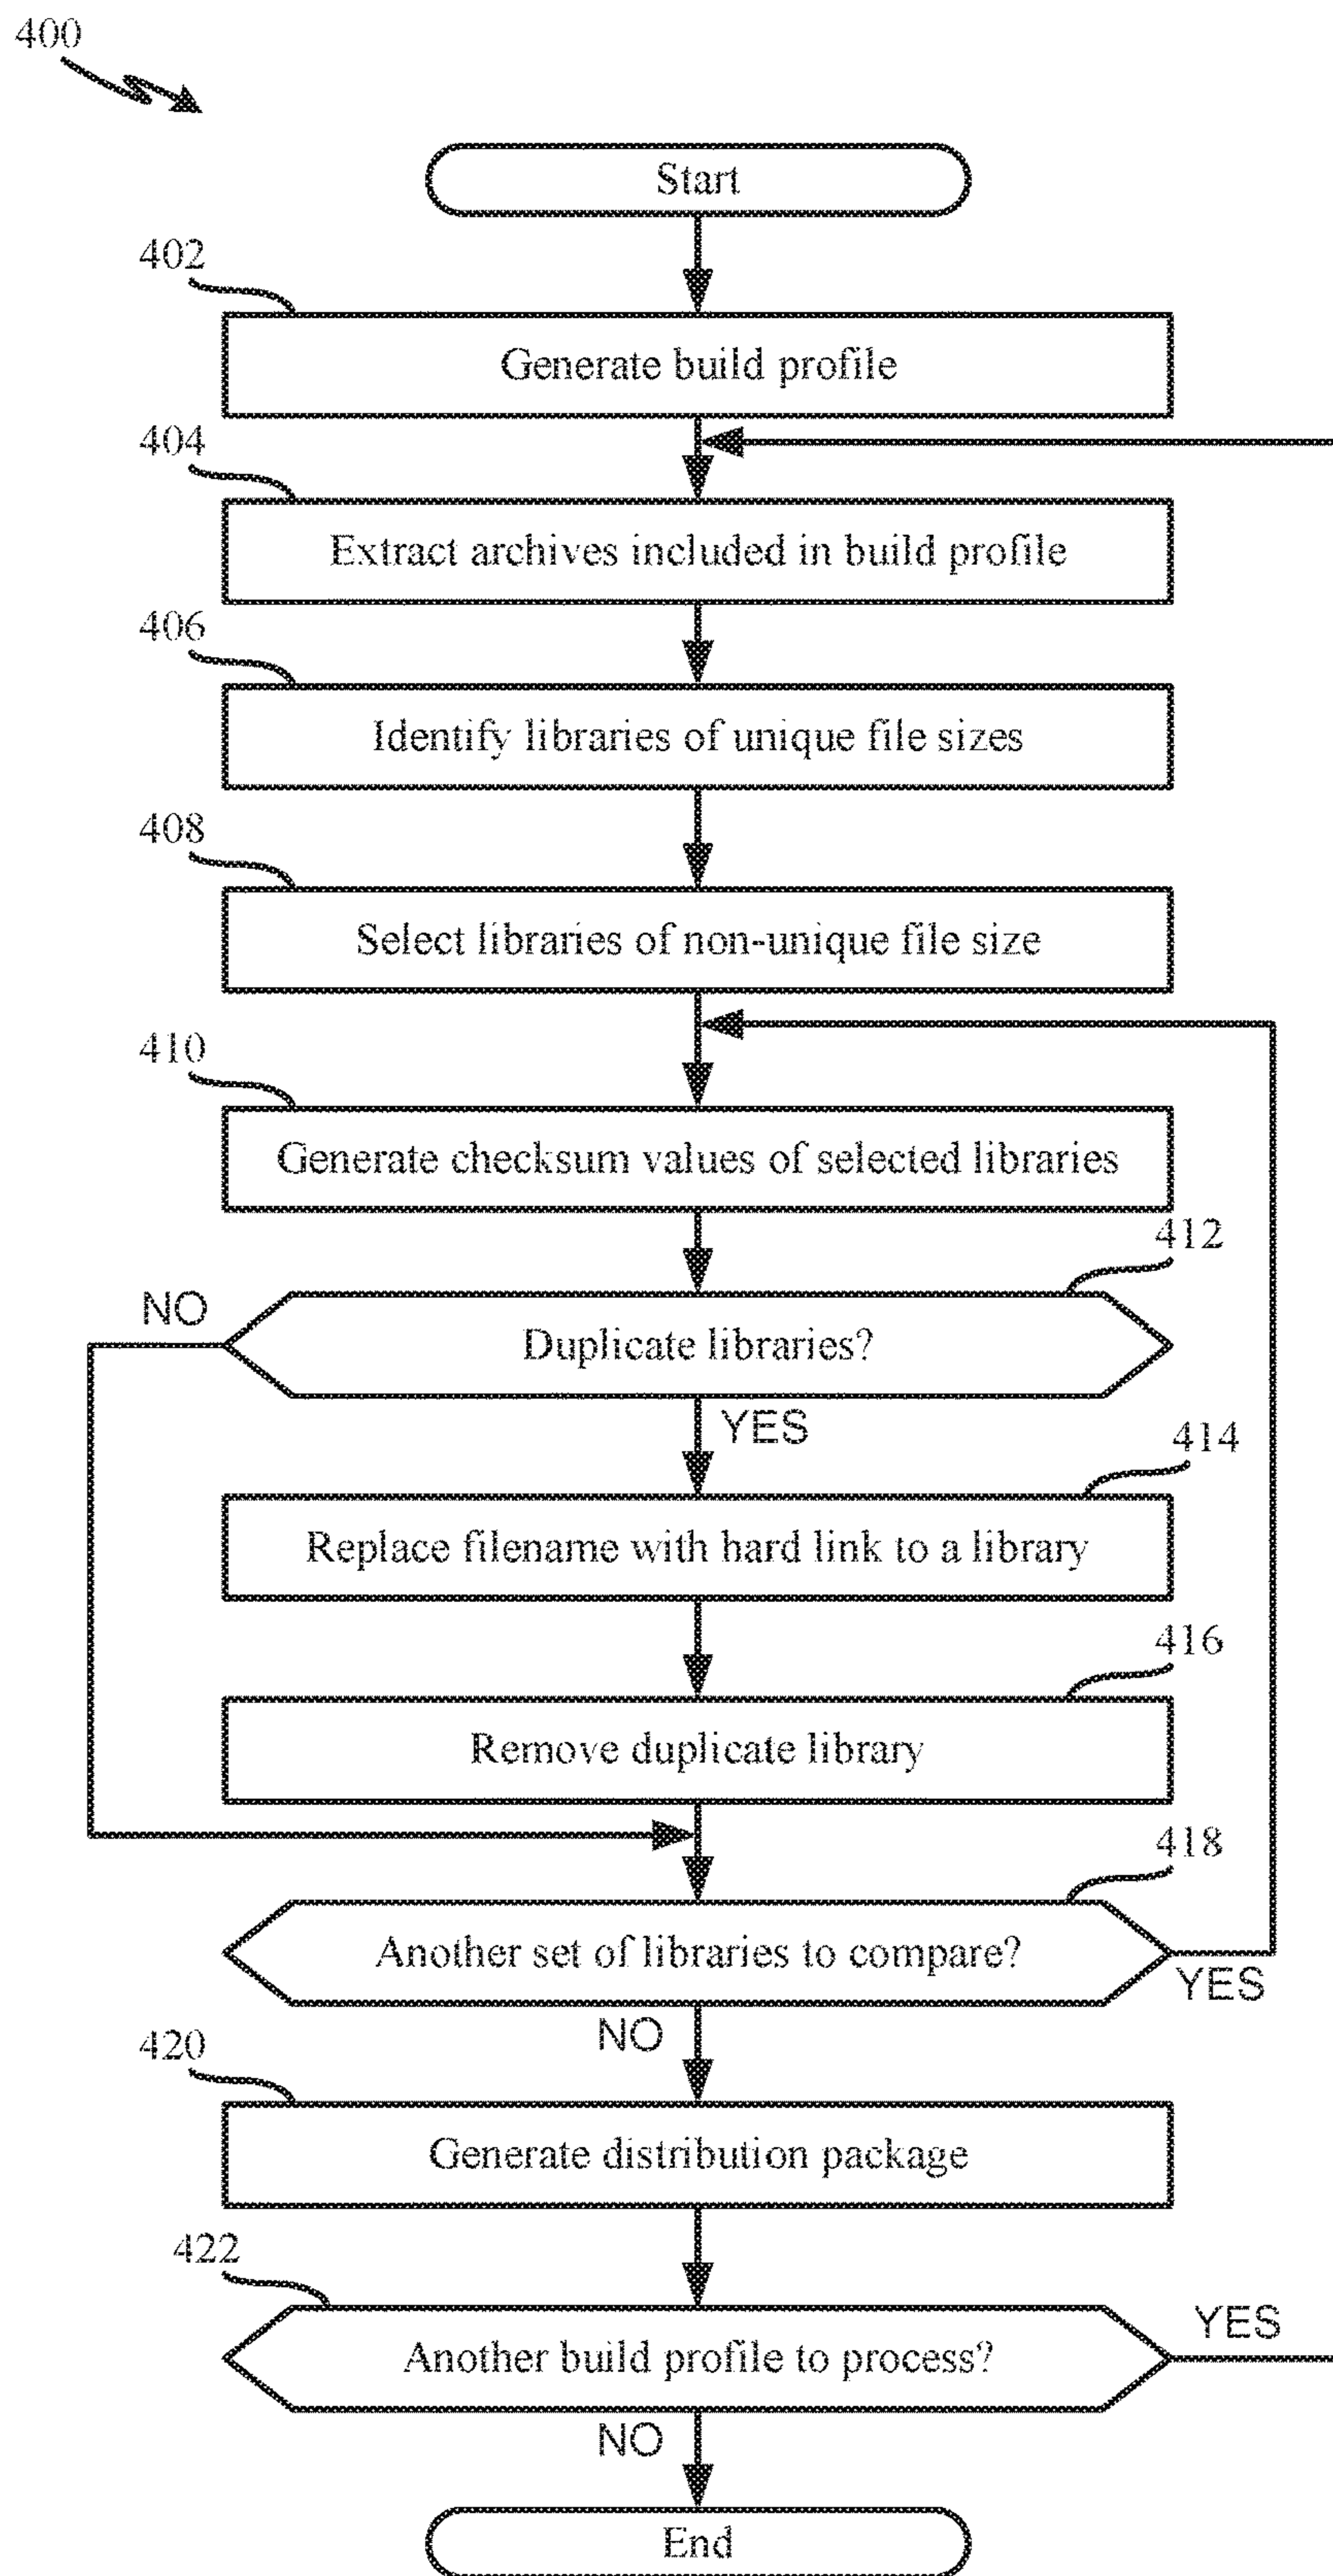 400
Start
402
Generate build profile
404
Extract archives included in build profile
406
Identify libraries of unique file sizes
408
Select libraries of non-unique file size
410
Generate checksum values of selected libraries
412
NO
Duplicate libraries?
YES
414
Replace filename with hard link to a library
416
Remove duplicate library
418
Another set of libraries to compare?
YES
NO
420
Generate distribution package
422
YES
Another build profile to process?
NO
End